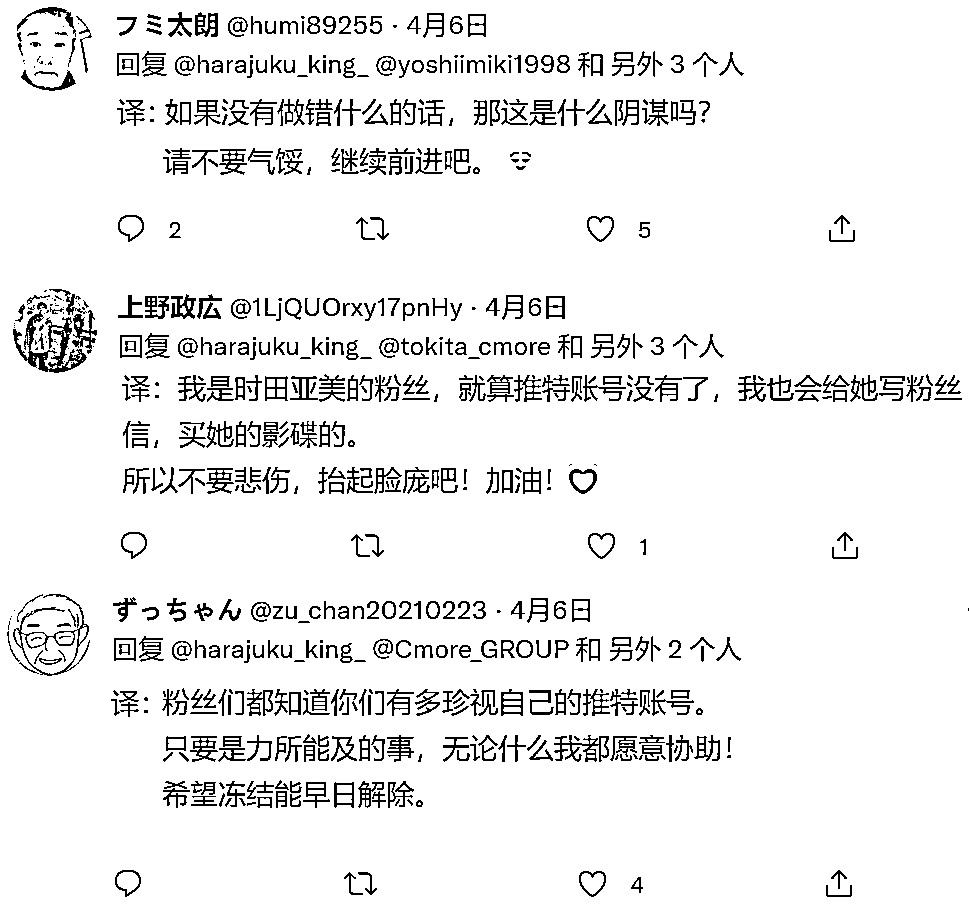 フミ太朗 @humi89255 · 4月6日
回复 @harajuku_king_ @yoshiimiki1998 和 另外 3 个人
译：如果没有做错什么的话，那这是什么阴谋吗？
请不要气馁，继续前进吧。
2 5
上野政広 @1LjQUOrxy17pnHy · 4月6日
回复 @harajuku_king_ @tokita_cmore 和 另外 3 个人
译：我是时田亚美的粉丝，就算推特账号没有了，我也会给她写粉丝
信，买她的影碟的。
所以不要悲伤，抬起脸庞吧！加油！♡
1
ずっちゃん @zu_chan20210223 · 4月6日
回复 @harajuku_king_ @Cmore_GROUP 和 另外 2 个人
译：粉丝们都知道你们有多珍视自己的推特账号。
只要是力所能及的事，无论什么我都愿意协助！
希望冻结能早日解除。
4